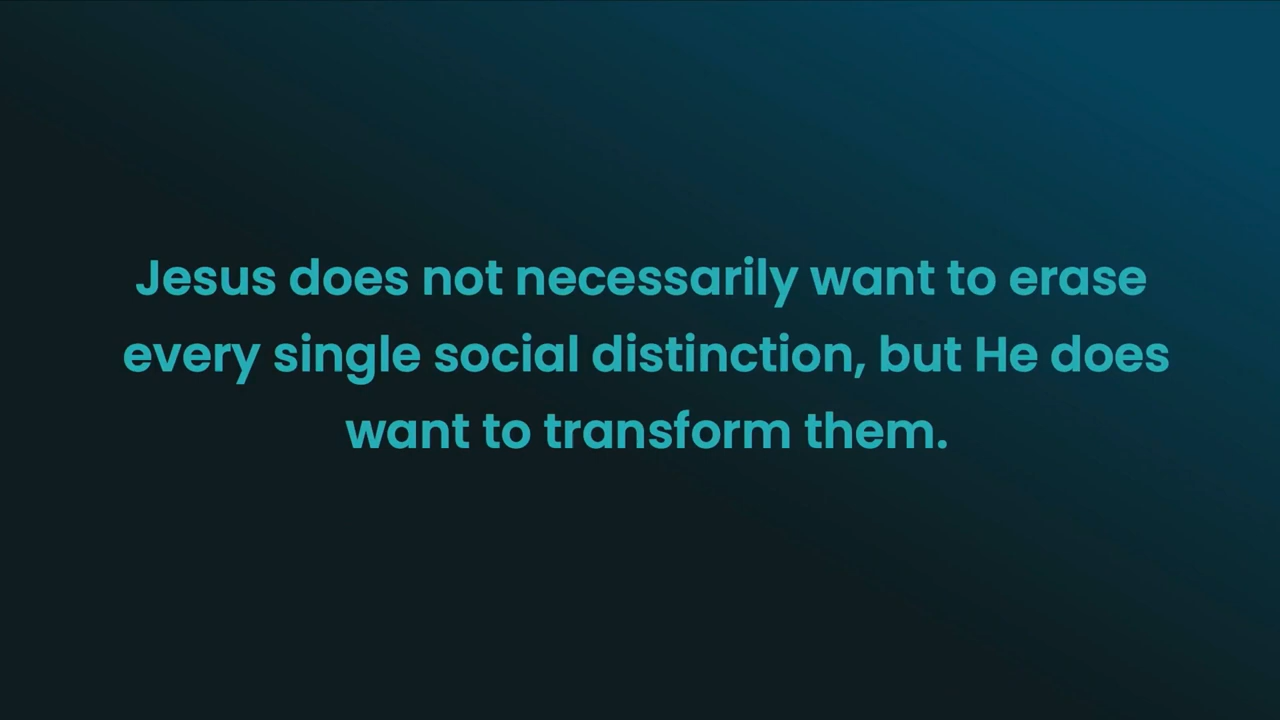 Jesus does not necessarily want to erase
every single social distinction, but He does
want to transform them.